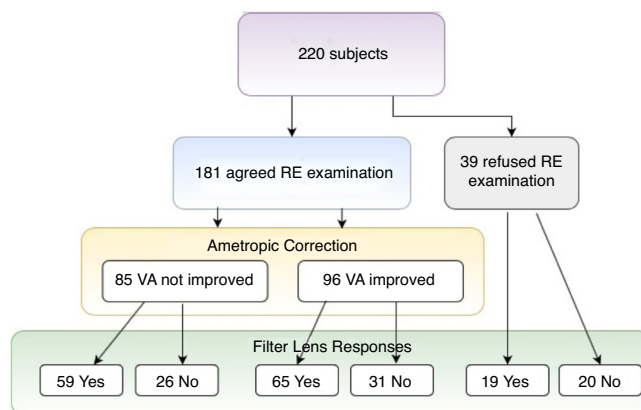 220 subjects
181 agreed RE examination
39 refused RE
examination
Ametropic Correction
85 VA not improved
96 VA improved
Filter Lens Responses
59 Yes
26 No
65 Yes
31 No
19 Yes
20 No